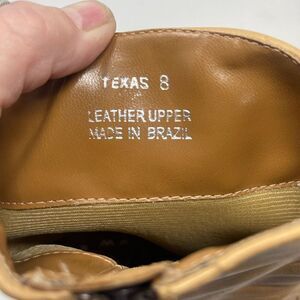 TEXAS 8
LEATHER UPPER
MADE IN BRAZIL